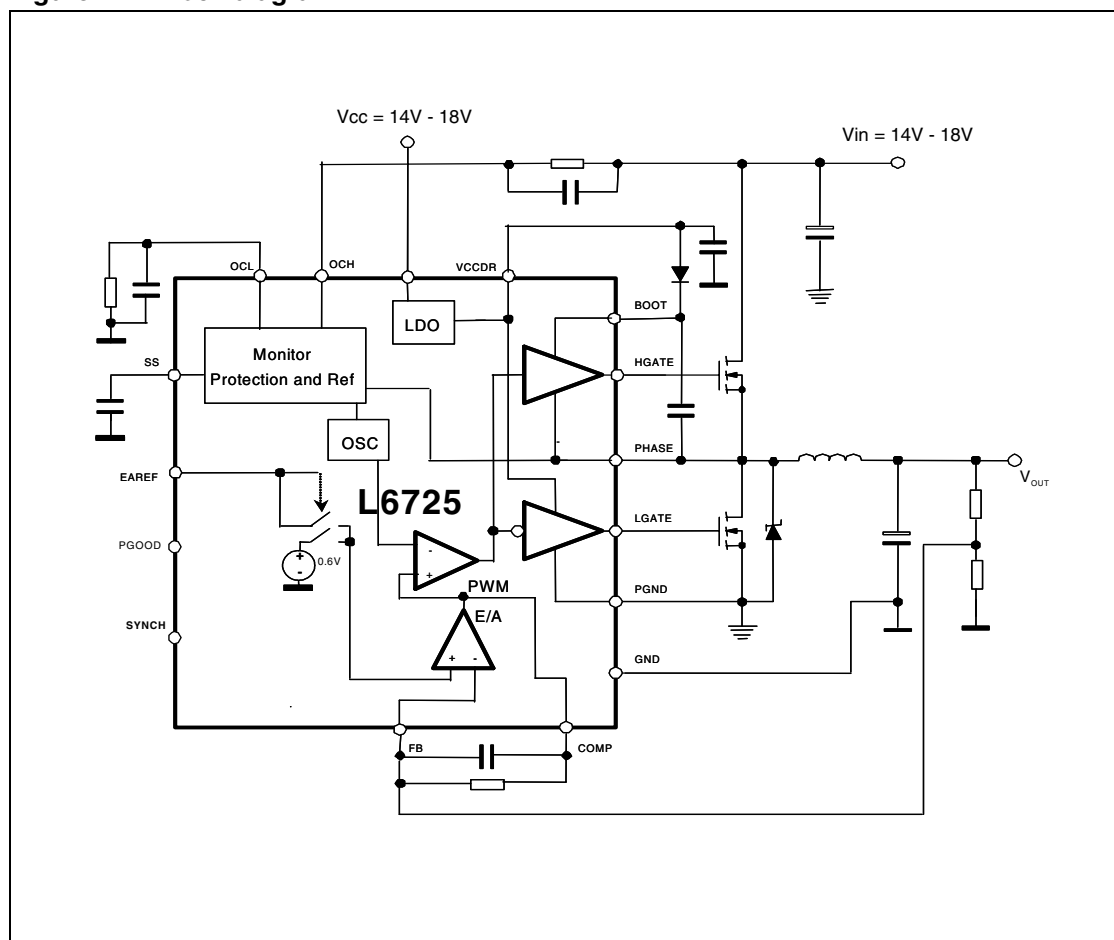 Vcc = 14V - 18V
Vin = 14V - 18V
OCL
OCH
VCCDR
BOOT
LDO
Monitor
Protection and Ref
SS
HGATE
OSC
-
PHASE
EAREF
L6725
V_OUT
LGATE
PGOOD
0.6V
+
-
-
+
PWM
PGND
E/A
SYNCH
+ -
GND
FB
COMP